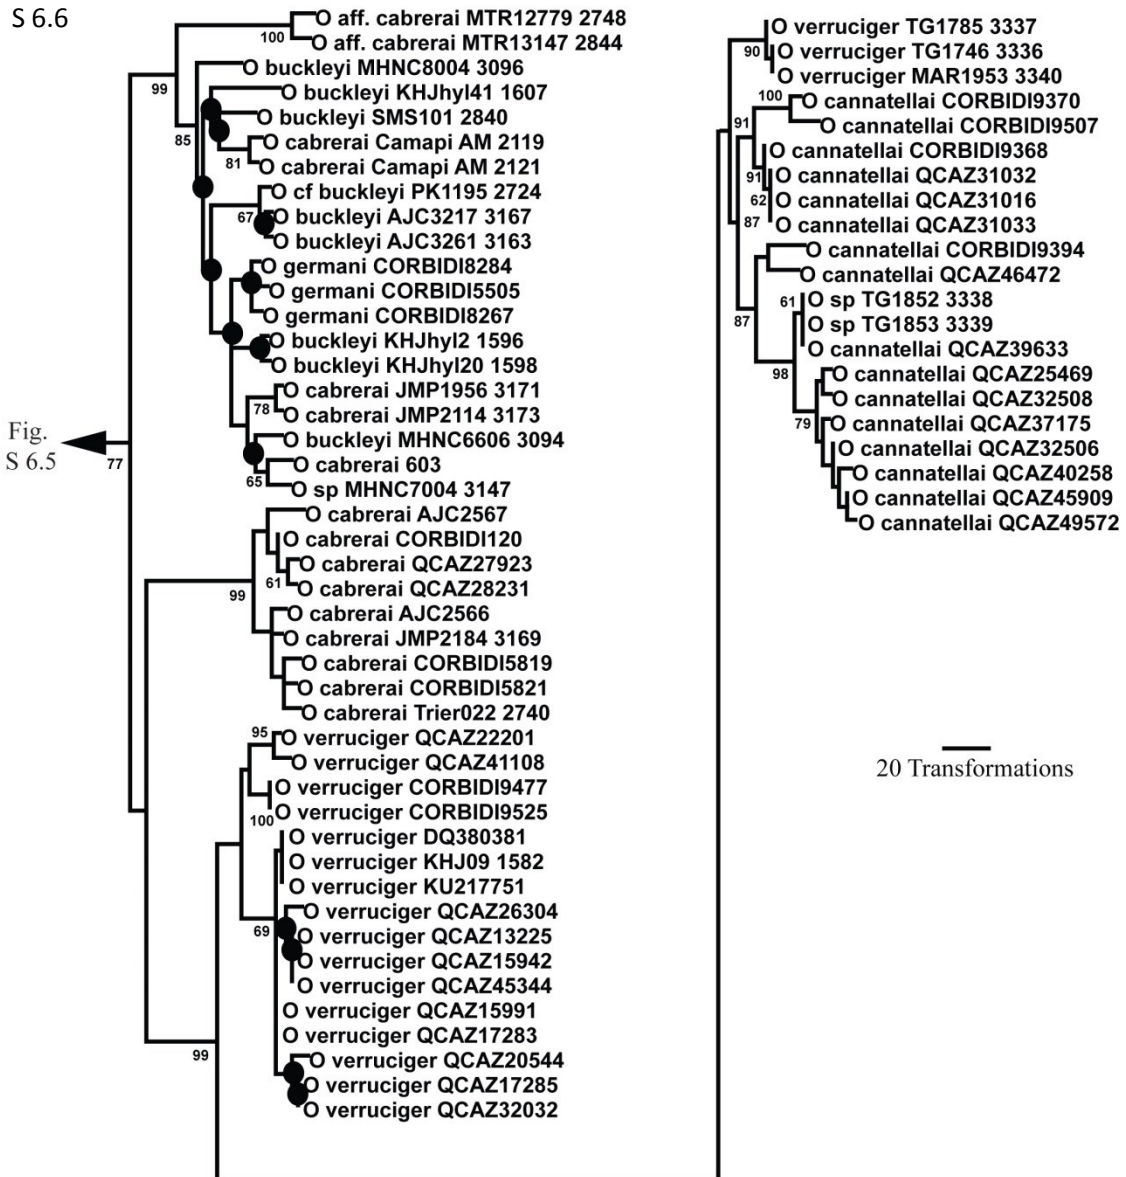 S 6.6
O aff. cabrerai MTR12779 2748
100
O aff. cabrerai MTR13147 2844
99
O buckleyi MHNC8004 3096
O buckleyi KHJhyl41 1607
O buckleyi SMS101 2840
85
O cabrerai Camapi AM 2119
81
O cabrerai Camapi AM 2121
O cf buckleyi PK1195 2724
67
O buckleyi AJC3217 3167
O buckleyi AJC3261 3163
O germani CORBIDI8284
O germani CORBIDI5505
O germani CORBIDI8267
O buckleyi KHJhyl2 1596
O buckleyi KHJhyl20 1598
O cabrerai JMP1956 3171
78
O cabrerai JMP2114 3173
O buckleyi MHNC6606 3094
Fig.
S 6.5
77
O cabrerai 603
65
O sp MHNC7004 3147
O cabrerai AJC2567
O cabrerai CORBIDI120
O cabrerai QCAZ27923
61
O cabrerai QCAZ28231
99
O cabrerai AJC2566
O cabrerai JMP2184 3169
O cabrerai CORBIDI5819
O cabrerai CORBIDI5821
O cabrerai Trier022 2740
95
O verruciger QCAZ22201
O verruciger QCAZ41108
O verruciger CORBIDI9477
O verruciger CORBIDI9525
100
O verruciger DQ380381
O verruciger KHJ09 1582
O verruciger KU217751
O verruciger QCAZ26304
69
O verruciger QCAZ13225
O verruciger QCAZ15942
O verruciger QCAZ45344
O verruciger QCAZ15991
O verruciger QCAZ17283
99
O verruciger QCAZ20544
O verruciger QCAZ17285
O verruciger QCAZ32032
O verruciger TG1785 3337
90
O verruciger TG1746 3336
O verruciger MAR1953 3340
100
O cannatellai CORBIDI9370
91
O cannatellai CORBIDI9507
O cannatellai CORBIDI9368
91
O cannatellai QCAZ31032
62
O cannatellai QCAZ31016
87
O cannatellai QCAZ31033
O cannatellai CORBIDI9394
O cannatellai QCAZ46472
61
O sp TG1852 3338
87
O sp TG1853 3339
O cannatellai QCAZ39633
98
O cannatellai QCAZ25469
O cannatellai QCAZ32508
79
O cannatellai QCAZ37175
O cannatellai QCAZ32506
O cannatellai QCAZ40258
O cannatellai QCAZ45909
O cannatellai QCAZ49572
20 Transformations